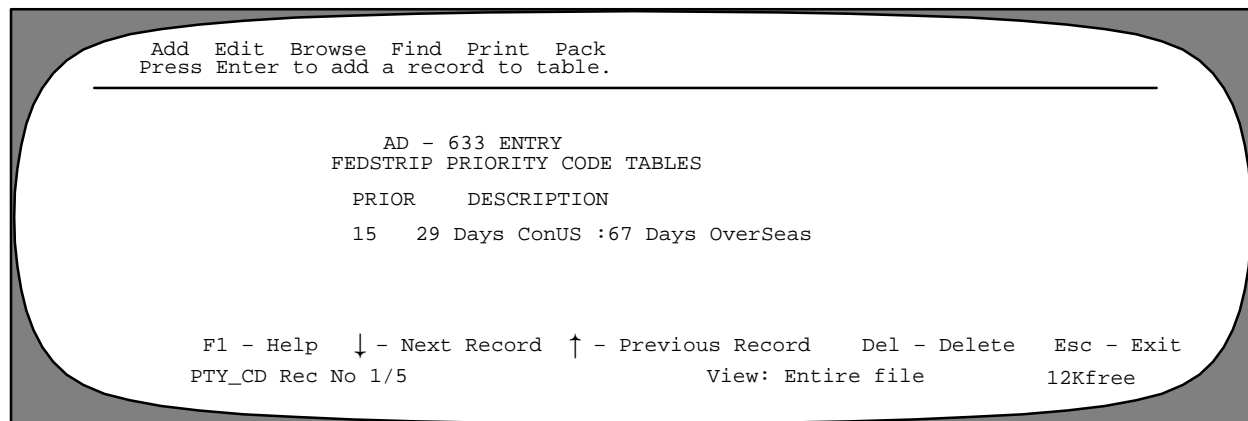 Add Edit Browse Find Print Pack
Press Enter to add a record to table.
AD – 633 ENTRY
FEDSTRIP PRIORITY CODE TABLES
PRIOR DESCRIPTION
15 29 Days ConUS :67 Days OverSeas
F1 – Help ↓ – Next Record ↑ – Previous Record Del – Delete Esc – Exit
PTY_CD Rec No 1/5 View: Entire file 12Kfree